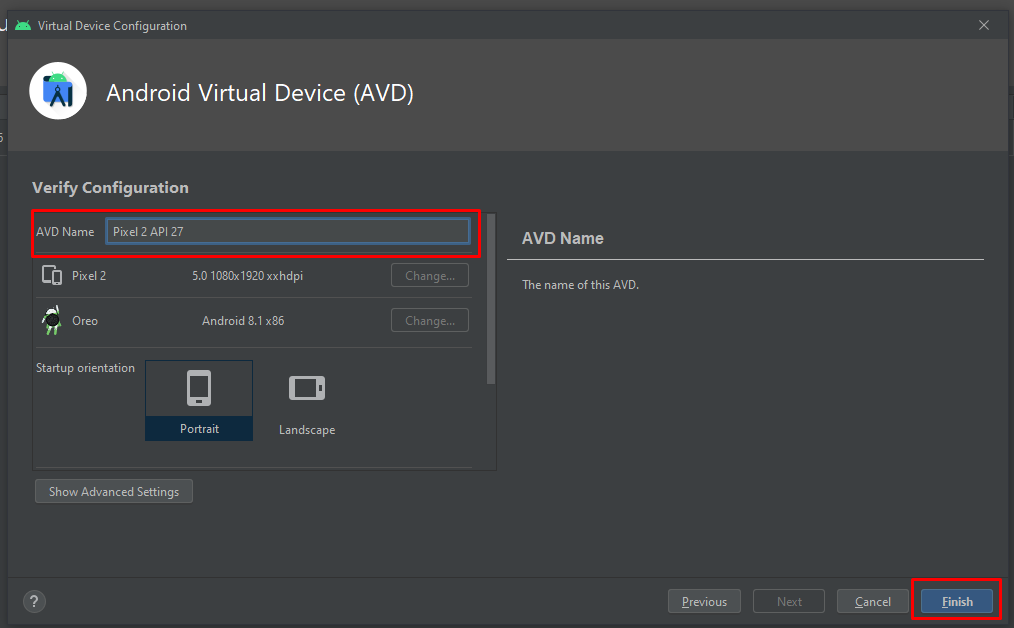 Virtual Device Configuration
Android Virtual Device (AVD)
Verify Configuration
AVD Name Pixel 2 API 27
Pixel 2 5.0 1080x1920 xxhdpi Change...
Oreo Android 8.1 x86 Change...
Startup orientation
Portrait
Landscape
Show Advanced Settings
AVD Name
The name of this AVD.
? Previous Next Cancel Finish